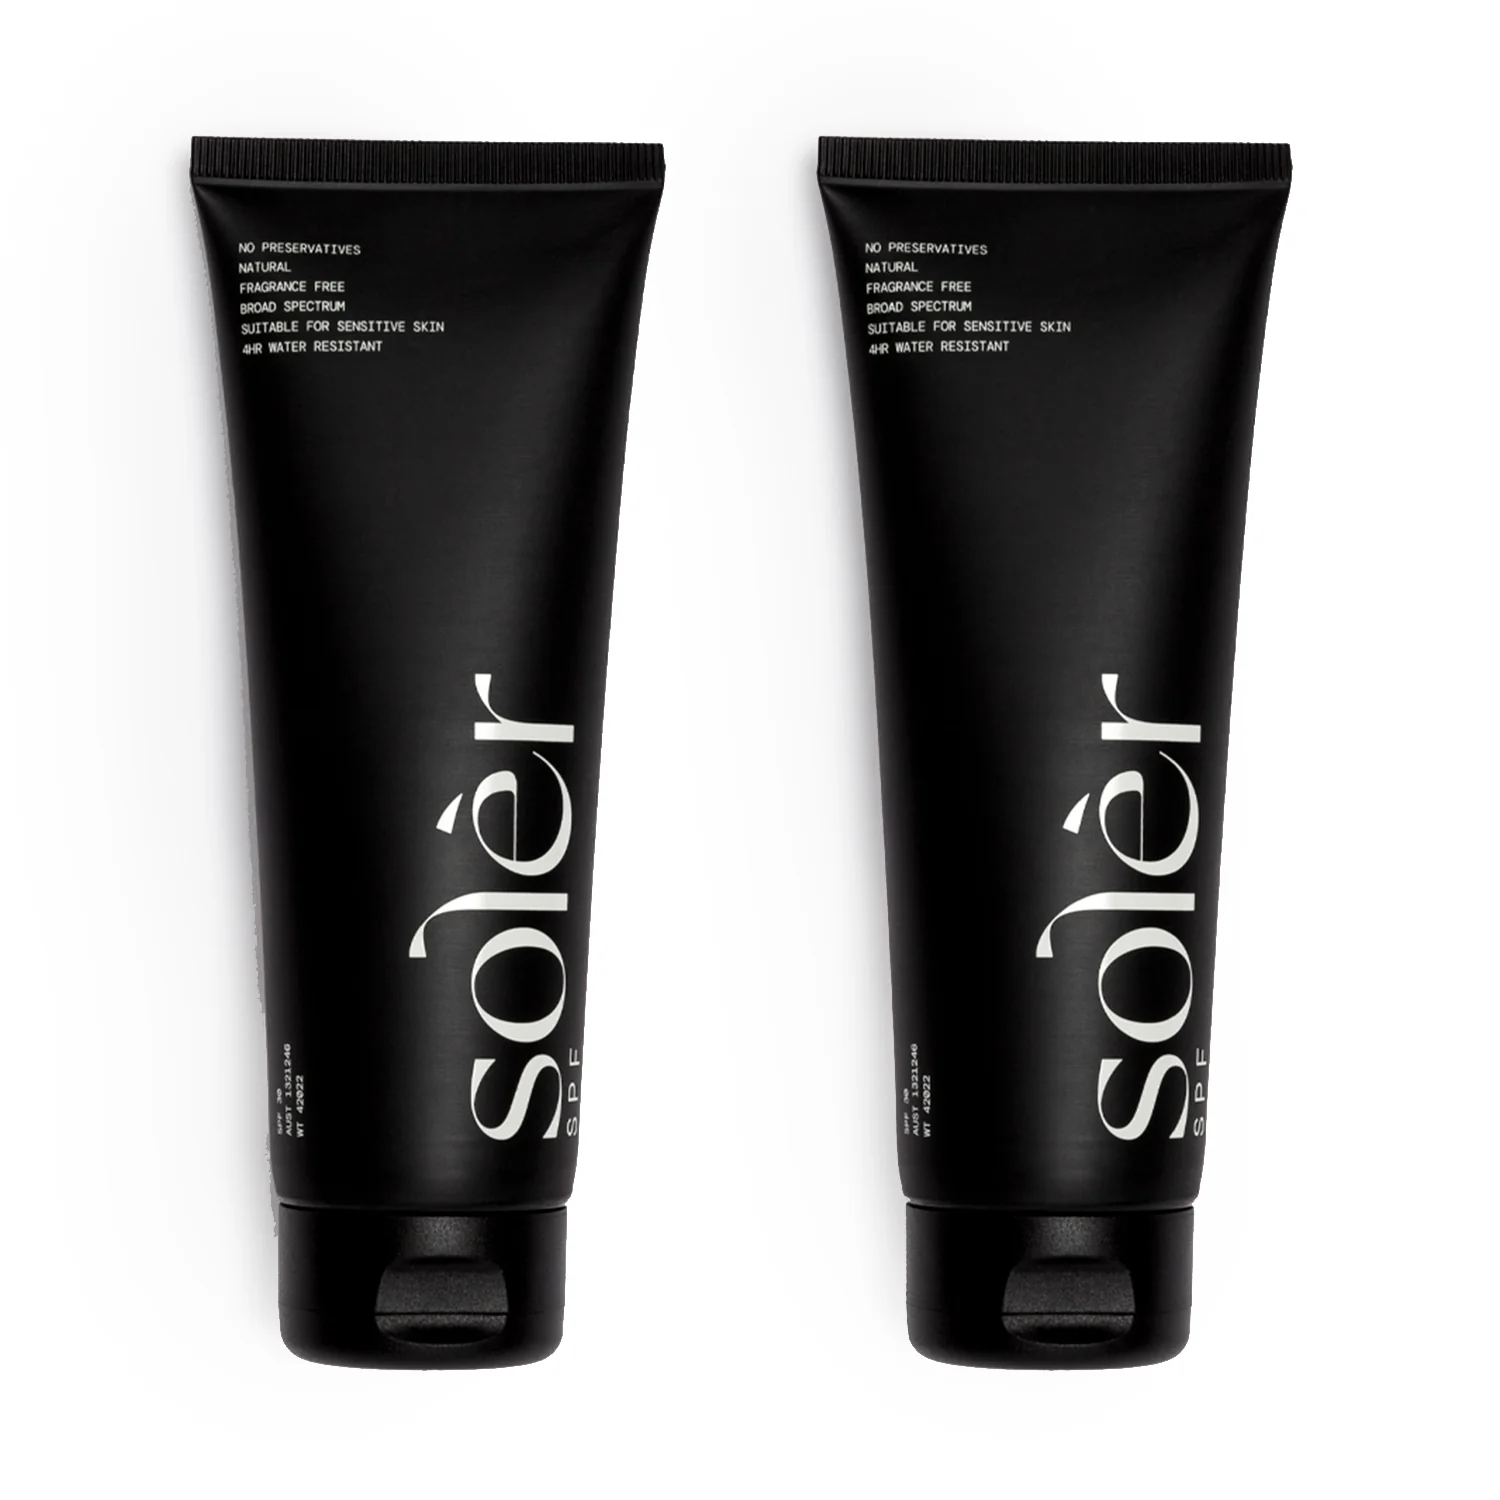 NO PRESERVATIVES
NATURAL
FRAGRANCE FREE
BROAD SPECTRUM
SUITABLE FOR SENSITIVE SKIN
4HR WATER RESISTANT
solèr
SPF
SPF 30
AUST 1321246
WT 42022
NO PRESERVATIVES
NATURAL
FRAGRANCE FREE
BROAD SPECTRUM
SUITABLE FOR SENSITIVE SKIN
4HR WATER RESISTANT
solèr
SPF
SPF 30
AUST 1321246
WT 42022